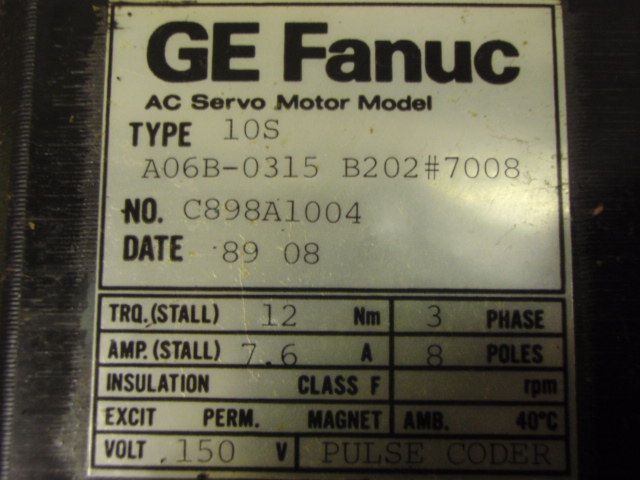 GE Fanuc
AC Servo Motor Model
TYPE 10S
A06B-0315 B202#7008
NO. C898A1004
DATE 89 08
TRQ.(STALL) 12 Nm 3 PHASE
AMP.(STALL) 7.6 A 8 POLES
INSULATION CLASS F rpm
EXCIT PERM. MAGNET AMB. 40°C
VOLT .150 V PULSE CODER